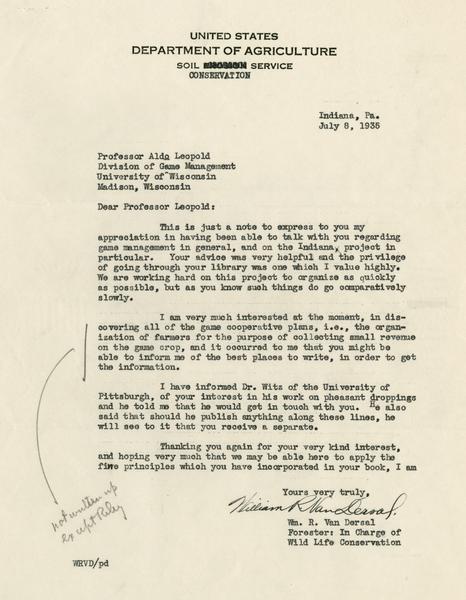 UNITED STATES
DEPARTMENT OF AGRICULTURE
SOIL SERVICE
CONSERVATION
Indiana, Pa.
July 8, 1935
Professor Aldo Leopold
Division of Game Management
University of Wisconsin
Madison, Wisconsin
Dear Professor Leopold:
This is just a note to express to you my
appreciation in having been able to talk with you regarding
game management in general, and on the Indiana, project in
particular. Your advice was very helpful and the privilege
of going through your library was one which I value highly.
We are working hard on this project to organize as quickly
as possible, but as you know such things do go comparatively
slowly.
I am very much interested at the moment, in dis-
covering all of the game cooperative plans, i.e., the organ-
ization of farmers for the purpose of collecting small revenue
on the game crop, and it occurred to me that you might be
able to inform me of the best places to write, in order to get
the information.
I have informed Dr. Witz of the University of
Pittsburgh, of your interest in his work on pheasant droppings
and he told me that he would get in touch with you. He also
said that should he publish anything along these lines, he
will see to it that you receive a separate.
Thanking you again for your very kind interest,
and hoping very much that we may be able here to apply the
five principles which you have incorporated in your book, I am
Yours very truly,
William R. Van Dersal.
Wm. R. Van Dersal
Forester: In Charge of
Wild Life Conservation
not written up
except Riley
WRVD/pd